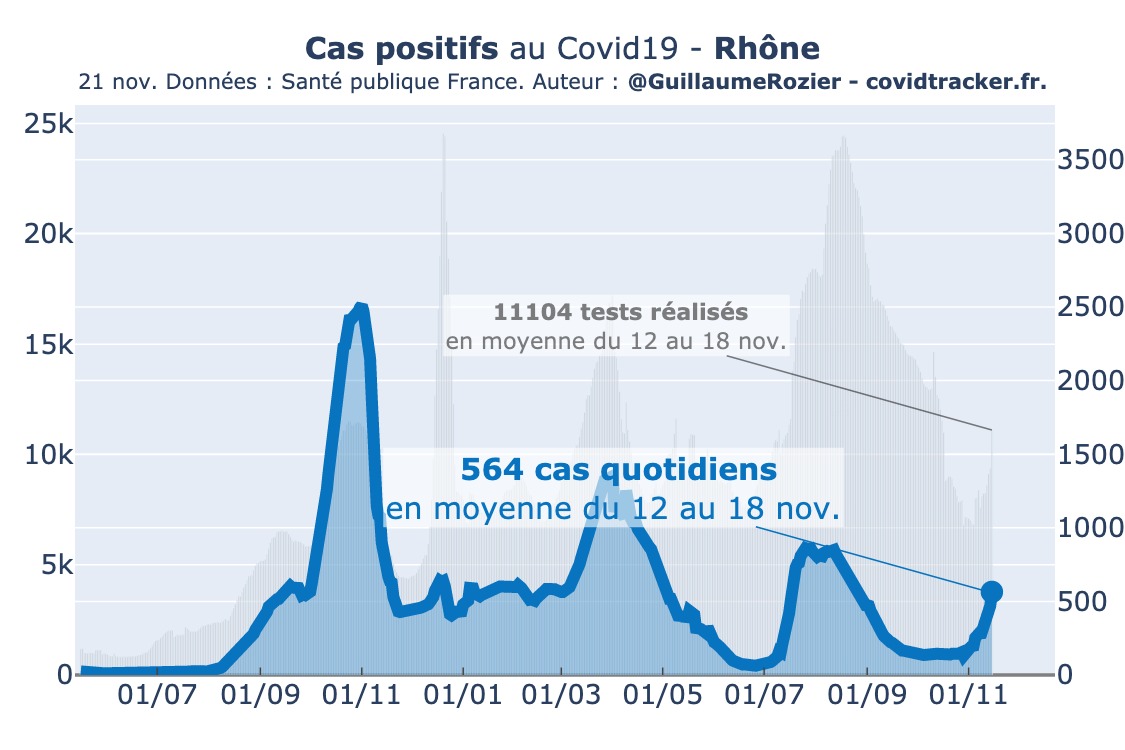 Cas positifs au Covid19 - Rhône
21 nov. Données : Santé publique France. Auteur : @GuillaumeRozier - covidtracker.fr.
25k
20k
15k
10k
5k
0
3500
3000
2500
2000
1500
1000
500
0
11104 tests réalisés
en moyenne du 12 au 18 nov.
564 cas quotidiens
en moyenne du 12 au 18 nov.
01/07 01/09 01/11 01/01 01/03 01/05 01/07 01/09 01/11